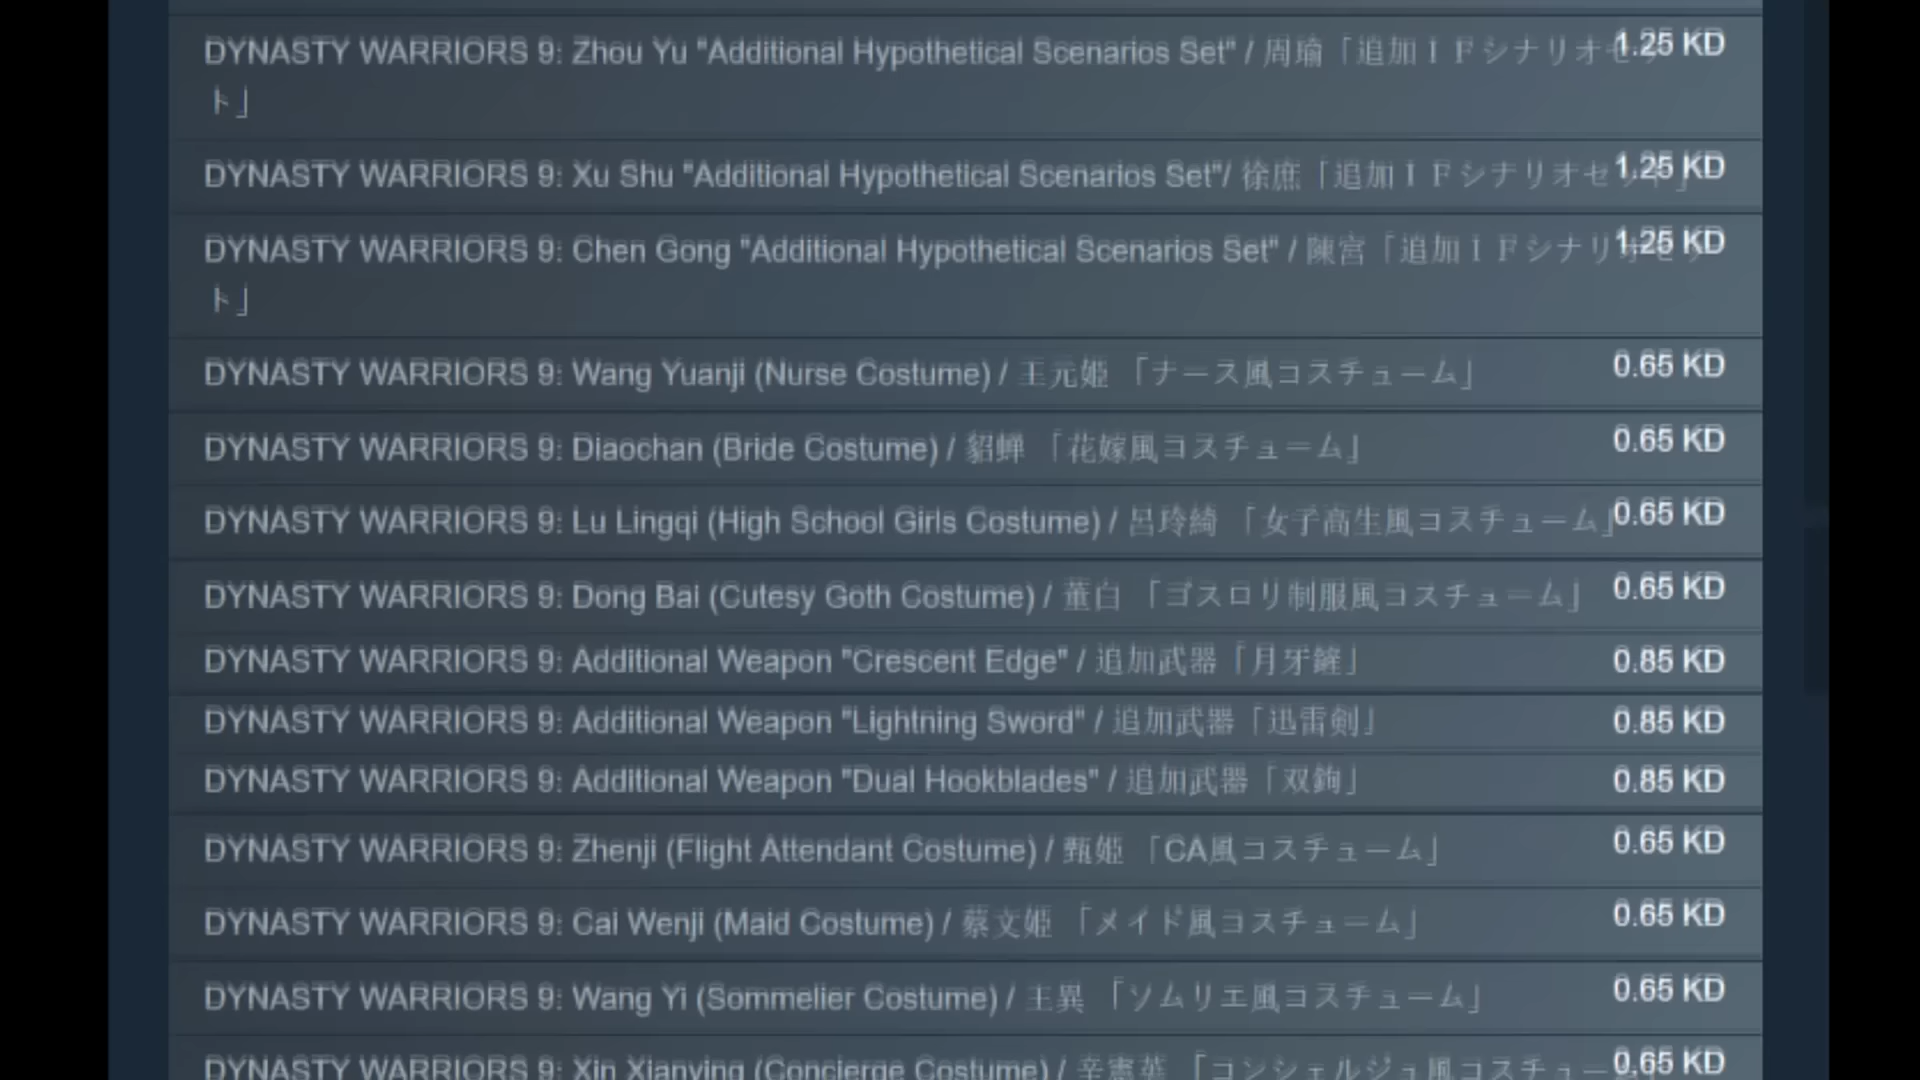 DYNASTY WARRIORS 9: Zhou Yu "Additional Hypothetical Scenarios Set" / 周瑜「追加ＩＦシナリオセッ 1.25 KD
ト」
DYNASTY WARRIORS 9: Xu Shu "Additional Hypothetical Scenarios Set"/ 徐庶「追加ＩＦシナリオセット」 1.25 KD
DYNASTY WARRIORS 9: Chen Gong "Additional Hypothetical Scenarios Set" / 陳宮「追加ＩＦシナリオセッ 1.25 KD
ト」
DYNASTY WARRIORS 9: Wang Yuanji (Nurse Costume) / 王元姫 「ナース風コスチューム」 0.65 KD
DYNASTY WARRIORS 9: Diaochan (Bride Costume) / 貂蝉 「花嫁風コスチューム」 0.65 KD
DYNASTY WARRIORS 9: Lu Lingqi (High School Girls Costume) / 呂玲綺 「女子高生風コスチューム」 0.65 KD
DYNASTY WARRIORS 9: Dong Bai (Cutesy Goth Costume) / 董白 「ゴスロリ制服風コスチューム」 0.65 KD
DYNASTY WARRIORS 9: Additional Weapon "Crescent Edge" / 追加武器「月牙鏟」 0.85 KD
DYNASTY WARRIORS 9: Additional Weapon "Lightning Sword" / 追加武器「迅雷剣」 0.85 KD
DYNASTY WARRIORS 9: Additional Weapon "Dual Hookblades" / 追加武器「双鉤」 0.85 KD
DYNASTY WARRIORS 9: Zhenji (Flight Attendant Costume) / 甄姫 「CA風コスチューム」 0.65 KD
DYNASTY WARRIORS 9: Cai Wenji (Maid Costume) / 蔡文姫 「メイド風コスチューム」 0.65 KD
DYNASTY WARRIORS 9: Wang Yi (Sommelier Costume) / 王異 「ソムリエ風コスチューム」 0.65 KD
DYNASTY WARRIORS 9: Xin Xianying (Concierge Costume) / 辛憲英 「コンシェルジュ風コスチュー 0.65 KD